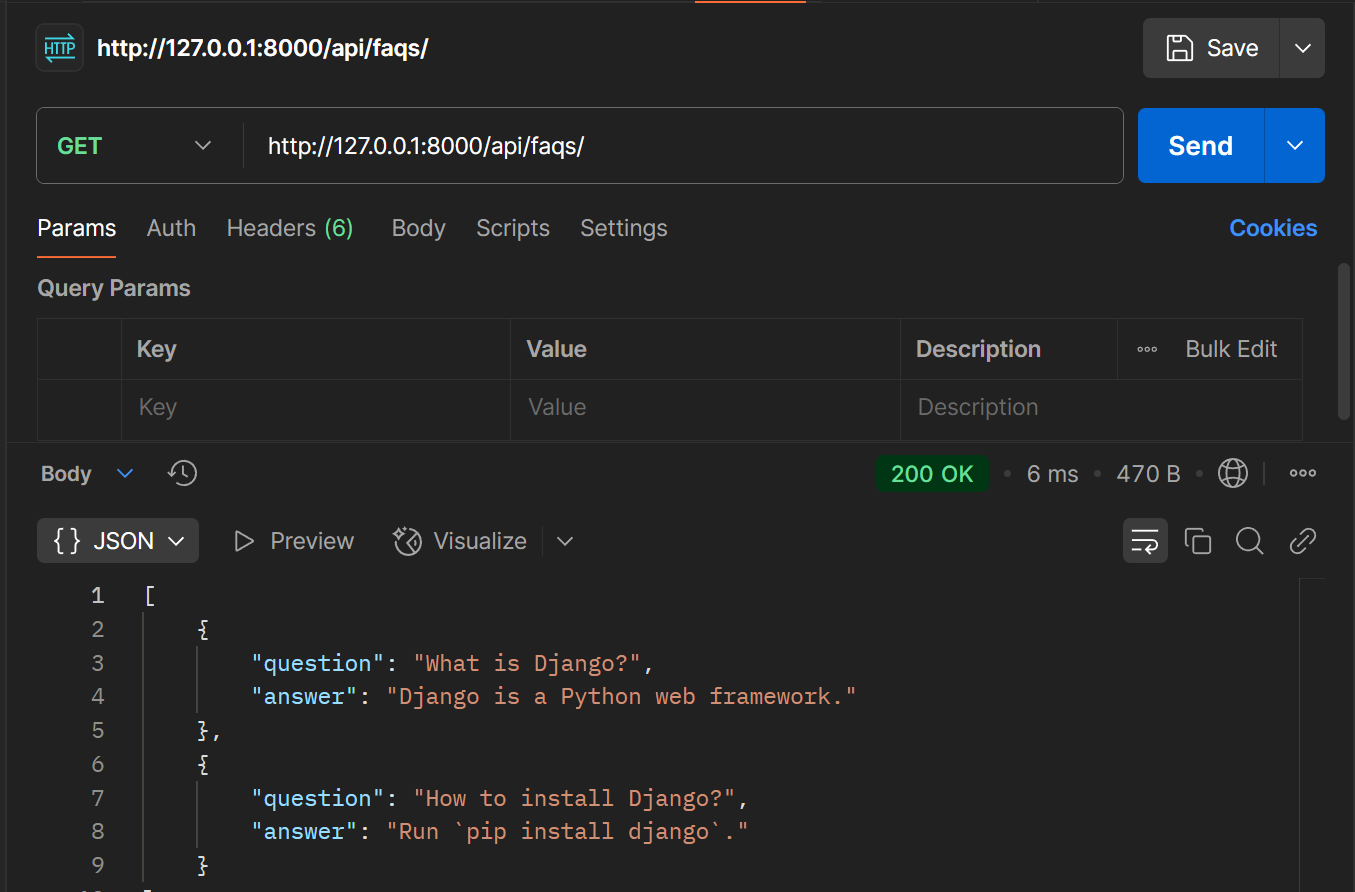 HTTP http://127.0.0.1:8000/api/faqs/ Save
GET http://127.0.0.1:8000/api/faqs/ Send
Params Auth Headers (6) Body Scripts Settings Cookies
Query Params
Key Value Description Bulk Edit
Key Value Description
Body 200 OK • 6 ms • 470 B •
{} JSON Preview Visualize
1 [
2 {
3 "question": "What is Django?",
4 "answer": "Django is a Python web framework."
5 },
6 {
7 "question": "How to install Django?",
8 "answer": "Run `pip install django`."
9 }